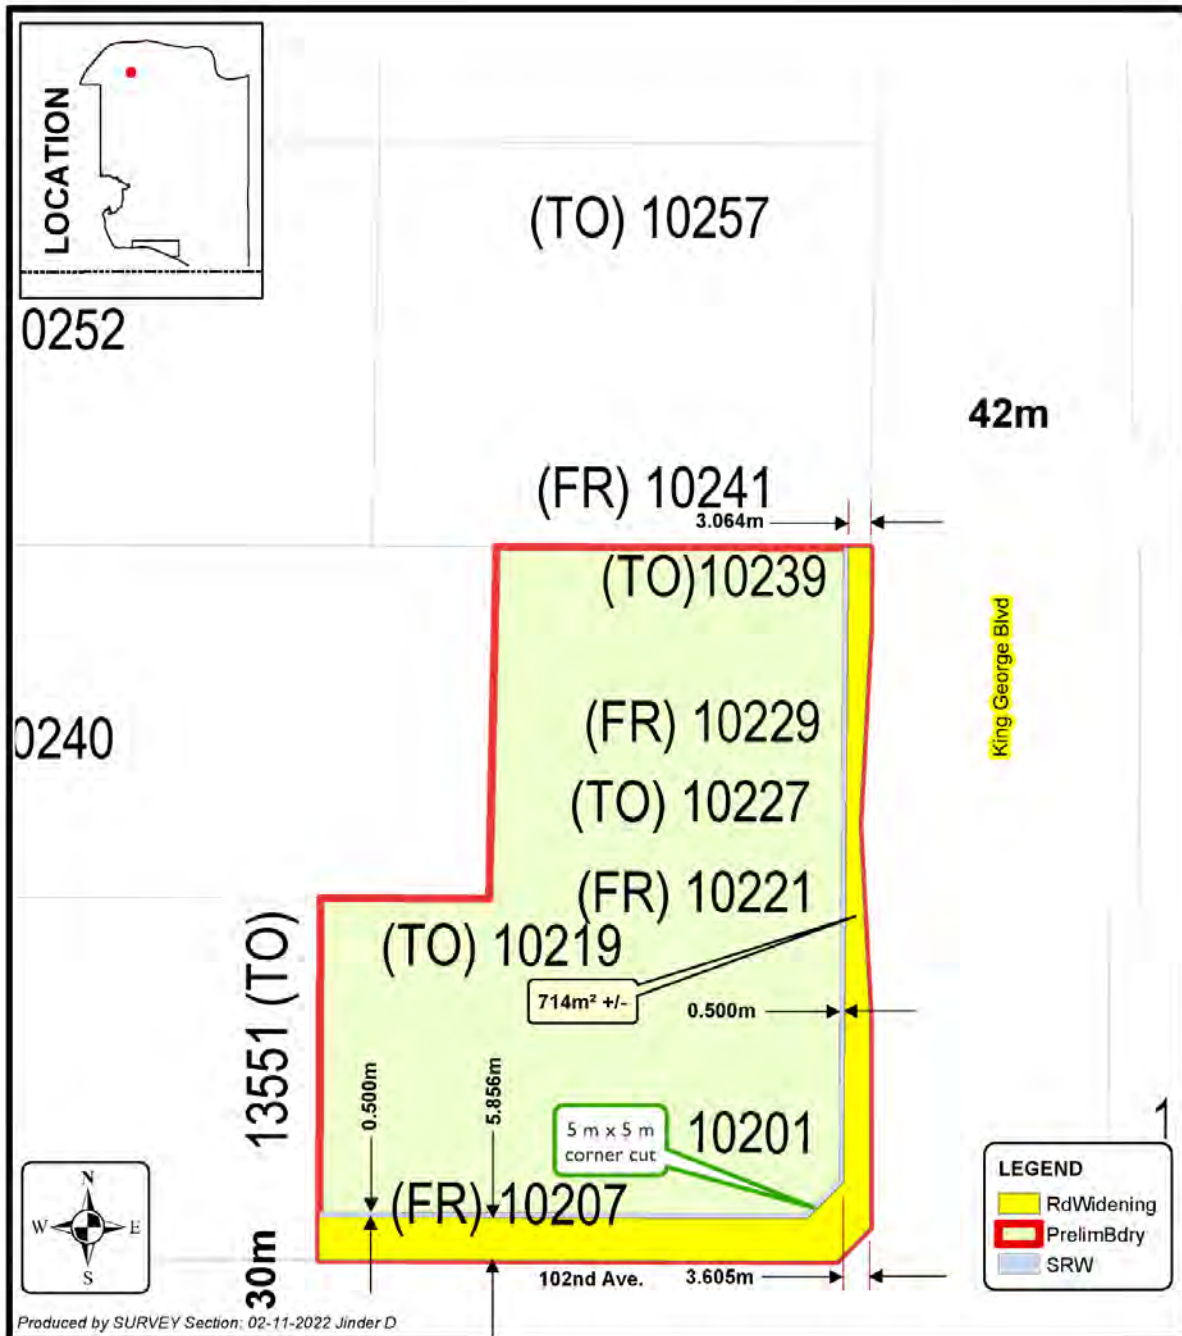 LOCATION
0252
(TO) 10257
42m
(FR) 10241
3.064m
(TO)10239
King George Blvd
(FR) 10229
0240
(TO) 10227
(FR) 10221
13551 (TO)
(TO) 10219
714m² +/-
0.500m
0.500m
5.856m
5 m x 5 m
corner cut
10201
1
(FR) 10207
30m
102nd Ave.
3.605m
N
W
E
S
LEGEND
RdWidening
PrelimBdry
SRW
Produced by SURVEY Section: 02-11-2022 Jinder D